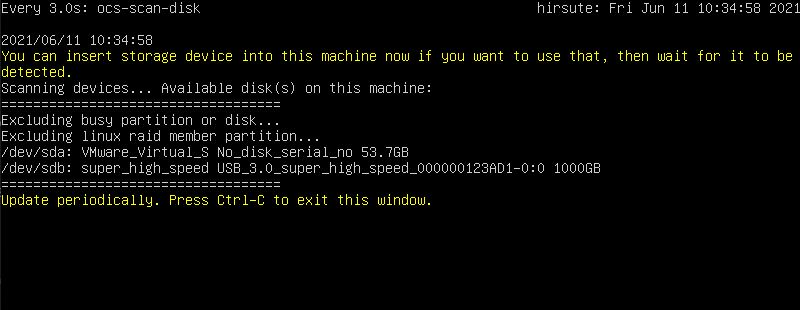 Every 3.0s: ocs-scan-disk hirsute: Fri Jun 11 10:34:58 2021
2021/06/11 10:34:58
You can insert storage device into this machine now if you want to use that, then wait for it to be
detected.
Scanning devices... Available disk(s) on this machine:
===================================
Excluding busy partition or disk...
Excluding linux raid member partition...
/dev/sda: VMware_Virtual_S No_disk_serial_no 53.7GB
/dev/sdb: super_high_speed USB_3.0_super_high_speed_000000123AD1-0:0 1000GB
===================================
Update periodically. Press Ctrl-C to exit this window.